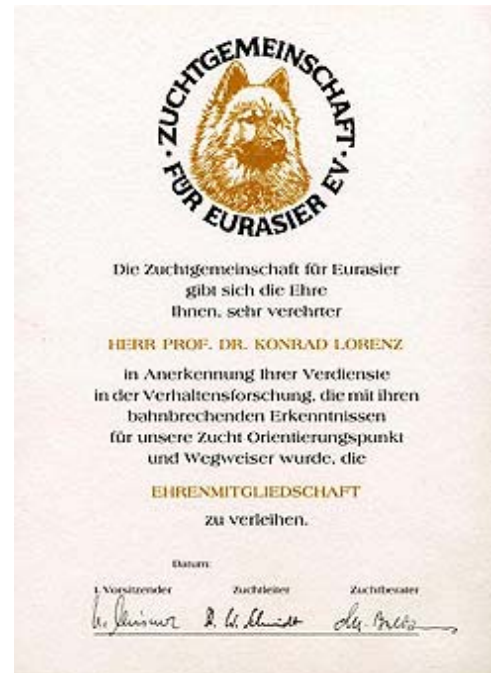 · ZUCHTGEMEINSCHAFT ·
FÜR EURASIER EV
Die Zuchtgemeinschaft für Eurasier
gibt sich die Ehre
Ihnen, sehr verehrter
HERR PROF. DR. KONRAD LORENZ
in Anerkennung Ihrer Verdienste
in der Verhaltensforschung, die mit ihren
bahnbrechenden Erkenntnissen
für unsere Zucht Orientierungspunkt
und Wegweiser wurde, die
EHRENMITGLIEDSCHAFT
zu verleihen.
Datum:
1. Vorsitzender Zuchtleiter Zuchtberater